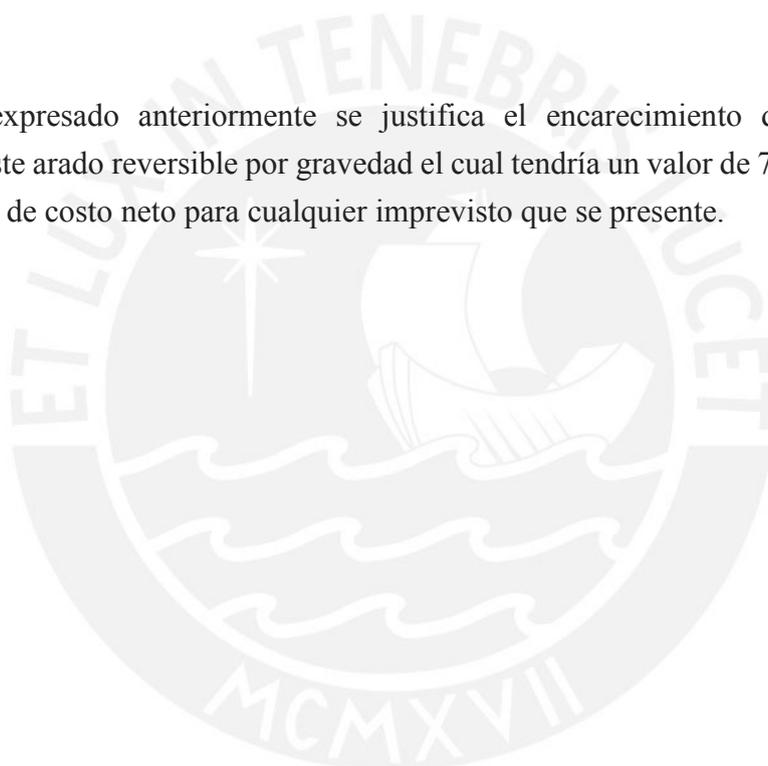 ET LUX IN TENEBRIS LUCET
expresado anteriormente se justifica el encarecimiento
ste arado reversible por gravedad el cual tendría un valor de 7
de costo neto para cualquier imprevisto que se presente.
MCMXVII